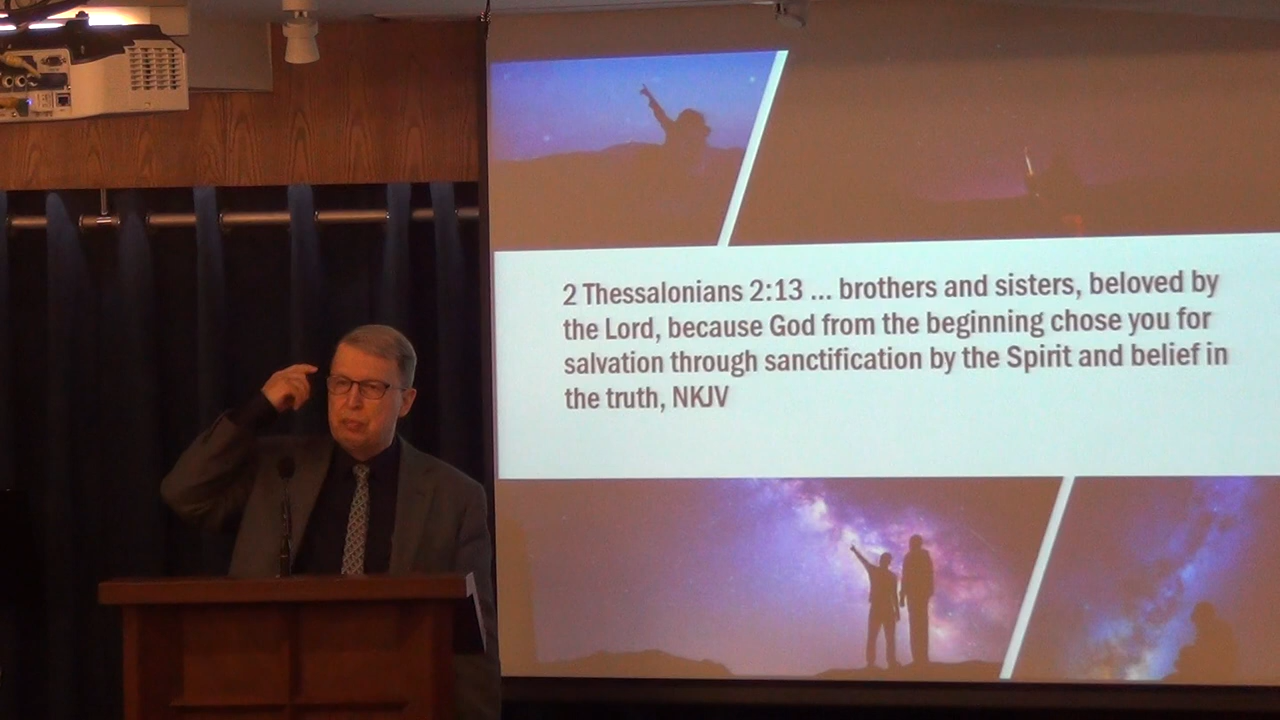 2 Thessalonians 2:13 ... brothers and sisters, beloved by
the Lord, because God from the beginning chose you for
salvation through sanctification by the Spirit and belief in
the truth, NKJV